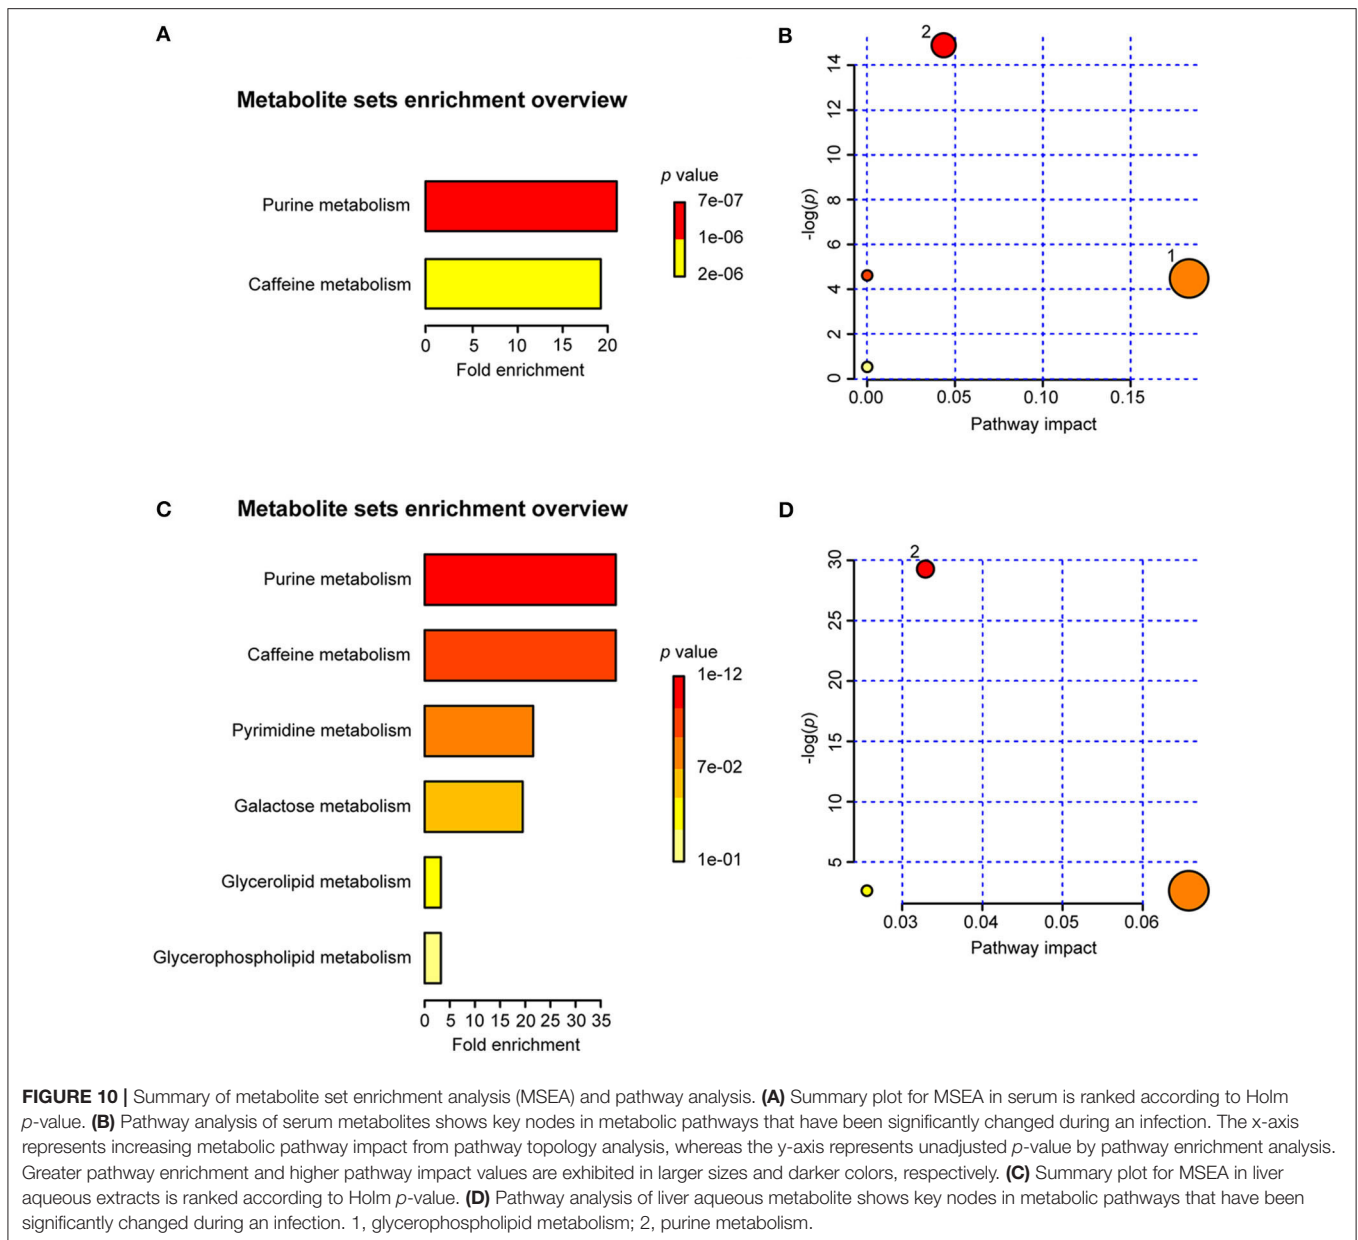 A
Metabolite sets enrichment overview
Purine metabolism
Caffeine metabolism
0 5 10 15 20
Fold enrichment
p value
7e-07
1e-06
2e-06
B
2
1
14
12
10
8
6
4
2
0
-log(p)
0.00 0.05 0.10 0.15
Pathway impact
C
Metabolite sets enrichment overview
Purine metabolism
Caffeine metabolism
Pyrimidine metabolism
Galactose metabolism
Glycerolipid metabolism
Glycerophospholipid metabolism
0 5 10 15 20 25 30 35
Fold enrichment
p value
1e-12
7e-02
1e-01
D
2
30
25
20
15
10
5
-log(p)
0.03 0.04 0.05 0.06
Pathway impact
FIGURE 10 | Summary of metabolite set enrichment analysis (MSEA) and pathway analysis. (A) Summary plot for MSEA in serum is ranked according to Holm
p-value. (B) Pathway analysis of serum metabolites shows key nodes in metabolic pathways that have been significantly changed during an infection. The x-axis
represents increasing metabolic pathway impact from pathway topology analysis, whereas the y-axis represents unadjusted p-value by pathway enrichment analysis.
Greater pathway enrichment and higher pathway impact values are exhibited in larger sizes and darker colors, respectively. (C) Summary plot for MSEA in liver
aqueous extracts is ranked according to Holm p-value. (D) Pathway analysis of liver aqueous metabolite shows key nodes in metabolic pathways that have been
significantly changed during an infection. 1, glycerophospholipid metabolism; 2, purine metabolism.